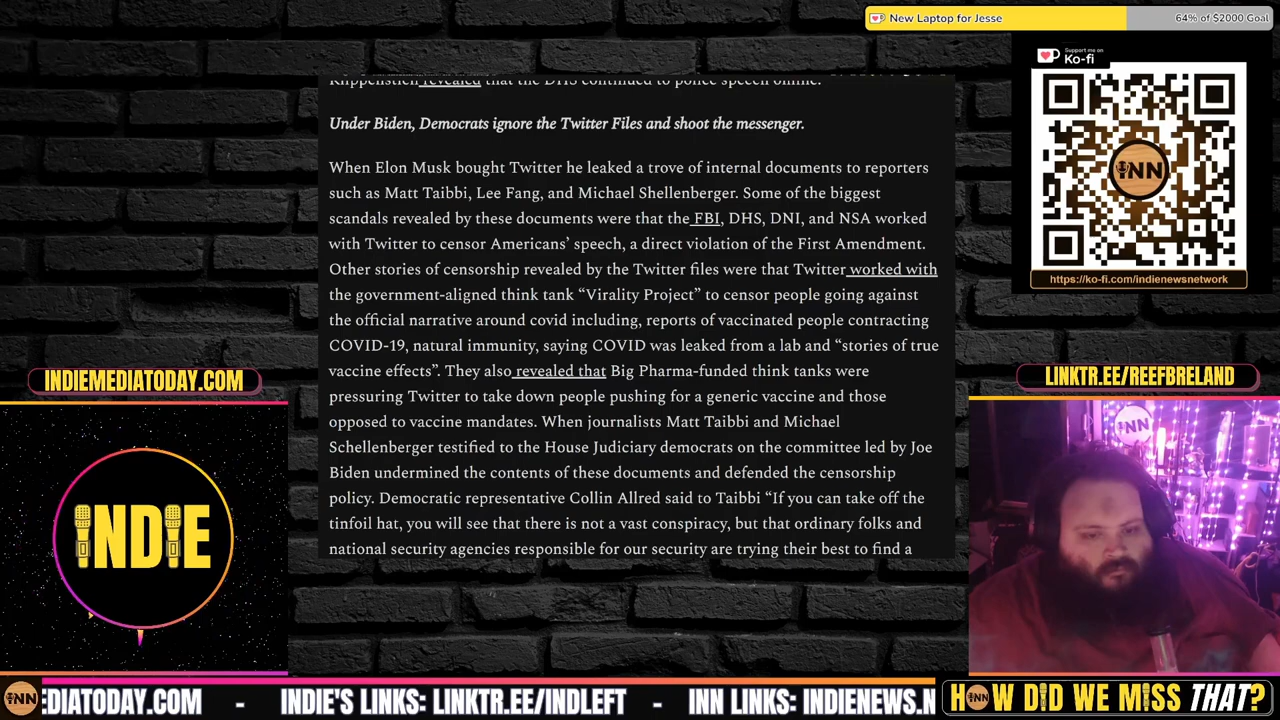 New Laptop for Jesse
64% of $2000 Goal
Support me on
Ko-fi
INN
https://ko-fi.com/indienewsnetwork
Klippenstein revealed that the DHS continued to police speech online.
Under Biden, Democrats ignore the Twitter Files and shoot the messenger.
When Elon Musk bought Twitter he leaked a trove of internal documents to reporters
such as Matt Taibbi, Lee Fang, and Michael Shellenberger. Some of the biggest
scandals revealed by these documents were that the FBI, DHS, DNI, and NSA worked
with Twitter to censor Americans’ speech, a direct violation of the First Amendment.
Other stories of censorship revealed by the Twitter files were that Twitter worked with
the government-aligned think tank “Virality Project” to censor people going against
the official narrative around covid including, reports of vaccinated people contracting
COVID-19, natural immunity, saying COVID was leaked from a lab and “stories of true
vaccine effects”. They also revealed that Big Pharma-funded think tanks were
pressuring Twitter to take down people pushing for a generic vaccine and those
opposed to vaccine mandates. When journalists Matt Taibbi and Michael
Schellenberger testified to the House Judiciary democrats on the committee led by Joe
Biden undermined the contents of these documents and defended the censorship
policy. Democratic representative Collin Allred said to Taibbi “If you can take off the
tinfoil hat, you will see that there is not a vast conspiracy, but that ordinary folks and
national security agencies responsible for our security are trying their best to find a
INDIEMEDIATODAY.COM
INDIE
LINKTR.EE/REEFBRELAND
INN
INN
EDIATODAY.COM - INDIE'S LINKS: LINKTR.EE/INDLEFT - INN LINKS: INDIENEWS.N
HOW DID WE MISS THAT?